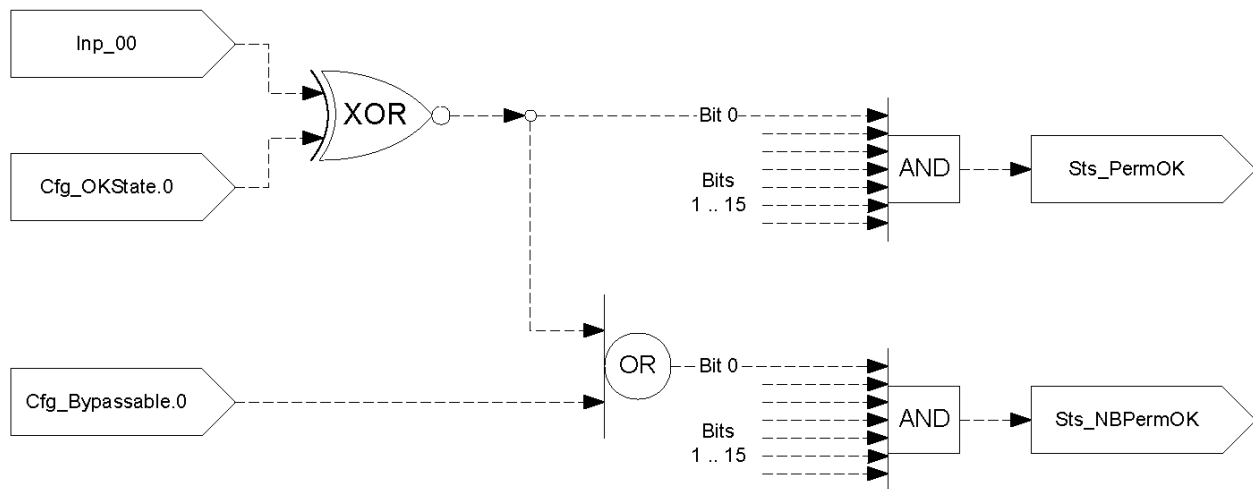 Inp_00
XOR
Bit 0
Cfg_OKState.0
Bits
1 .. 15
AND
Sts_PermOK
Cfg_Bypassable.0
OR
Bit 0
Bits
1 .. 15
AND
Sts_NBPermOK